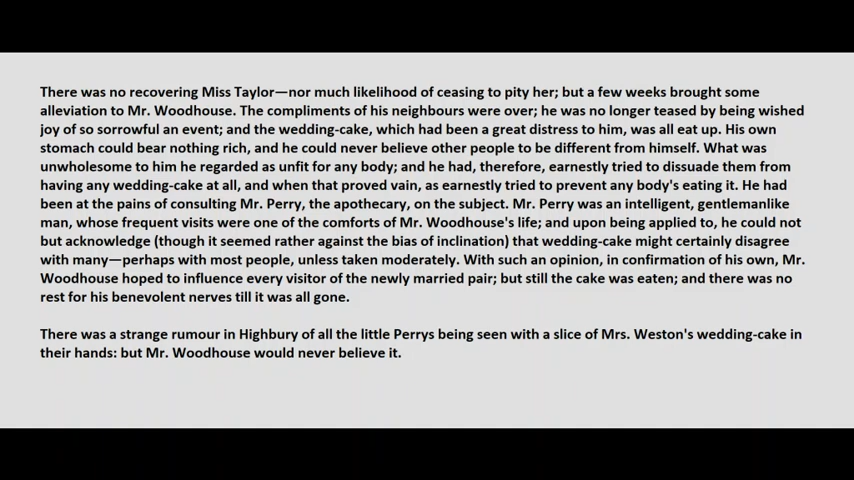 There was no recovering Miss Taylor—nor much likelihood of ceasing to pity her; but a few weeks brought some
alleviation to Mr. Woodhouse. The compliments of his neighbours were over; he was no longer teased by being wished
joy of so sorrowful an event; and the wedding-cake, which had been a great distress to him, was all eat up. His own
stomach could bear nothing rich, and he could never believe other people to be different from himself. What was
unwholesome to him he regarded as unfit for any body; and he had, therefore, earnestly tried to dissuade them from
having any wedding-cake at all, and when that proved vain, as earnestly tried to prevent any body's eating it. He had
been at the pains of consulting Mr. Perry, the apothecary, on the subject. Mr. Perry was an intelligent, gentlemanlike
man, whose frequent visits were one of the comforts of Mr. Woodhouse's life; and upon being applied to, he could not
but acknowledge (though it seemed rather against the bias of inclination) that wedding-cake might certainly disagree
with many—perhaps with most people, unless taken moderately. With such an opinion, in confirmation of his own, Mr.
Woodhouse hoped to influence every visitor of the newly married pair; but still the cake was eaten; and there was no
rest for his benevolent nerves till it was all gone.
There was a strange rumour in Highbury of all the little Perrys being seen with a slice of Mrs. Weston's wedding-cake in
their hands: but Mr. Woodhouse would never believe it.